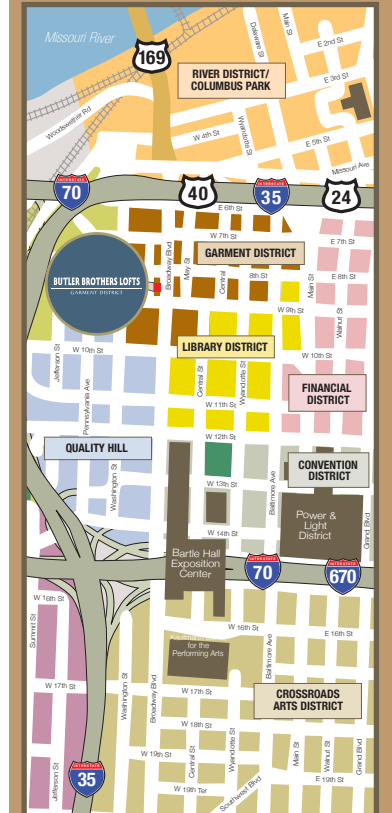 Missouri River
169
Delaware St
Main St
E 2nd St
RIVER DISTRICT/
COLUMBUS PARK
E 3rd St
Woodswether Rd
W 4th St
Wyandotte St
E 5th St
Missouri Ave
INTERSTATE
70
40
INTERSTATE
35
24
E 6th St
W 7th St
E 7th St
Broadway Blvd
May St
GARMENT DISTRICT
Central
8th St
Main St
E 8th St
BUTLER BROTHERS LOFTS
GARMENT DISTRICT
W 9th St
Walnut St
Jefferson St
W 10th St
LIBRARY DISTRICT
W 10th St
Pennsylvania Ave
Central St
Wyandotte St
FINANCIAL
DISTRICT
W 11th St
W 12th St
QUALITY HILL
CONVENTION
DISTRICT
Washington St
W 13th St
Baltimore Ave
Power &
Light
District
Grand Blvd
W 14th St
Bartle Hall
Exposition
Center
INTERSTATE
70
INTERSTATE
670
W 16th St
W 16th St
E 16th St
Summit St
for the
Performing Arts
Baltimore Ave
W 17th St
Washington St
Broadway Blvd
W 17th St
CROSSROADS
ARTS DISTRICT
W 18th St
W 19th St
Central St
Wyandotte St
Main St
Walnut St
Grand Blvd
INTERSTATE
35
Jefferson St
W 19th Ter
Southwest Blvd
E 19th St